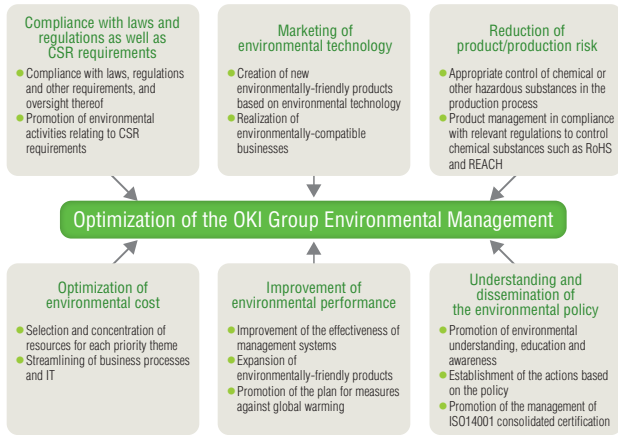 Compliance with laws and
regulations as well as
CSR requirements
● Compliance with laws, regulations
and other requirements, and
oversight thereof
● Promotion of environmental
activities relating to CSR
requirements
Marketing of
environmental technology
● Creation of new
environmentally-friendly products
based on environmental technology
● Realization of
environmentally-compatible
businesses
Reduction of
product/production risk
● Appropriate control of chemical or
other hazardous substances in the
production process
● Product management in compliance
with relevant regulations to control
chemical substances such as RoHS
and REACH
Optimization of the OKI Group Environmental Management
Optimization of
environmental cost
● Selection and concentration of
resources for each priority theme
● Streamlining of business processes
and IT
Improvement of
environmental performance
● Improvement of the effectiveness of
management systems
● Expansion of
environmentally-friendly products
● Promotion of the plan for measures
against global warming
Understanding and
dissemination of
the environmental policy
● Promotion of environmental
understanding, education and
awareness
● Establishment of the actions based
on the policy
● Promotion of the management of
ISO14001 consolidated certification